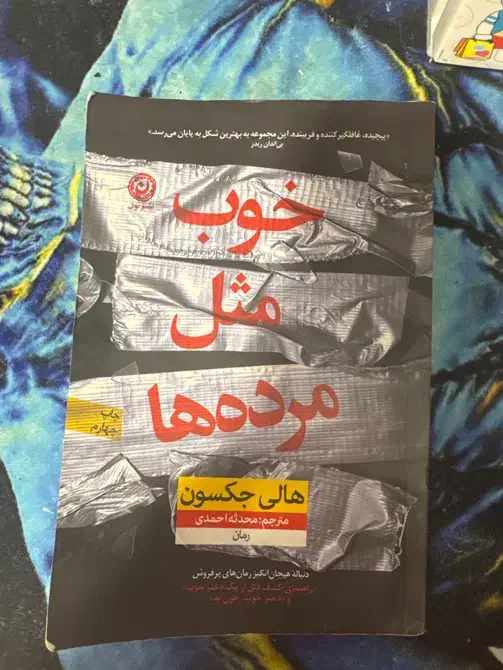 «پیچیده، غافلگیرکننده و فریبنده، این مجموعه به بهترین شکل به پایان می‌رسد.»
بی‌اندان ریدز
خوب
مثل
مرده‌ها
چاپ
چهارم
هالی جکسون
مترجم: محدثه احمدی
رمان
دنبالهٔ هیجان‌انگیز رمان‌های پرفروش
راهنمای کشف قتل از یک دختر خوب
و «دختر خوب، خون بد»